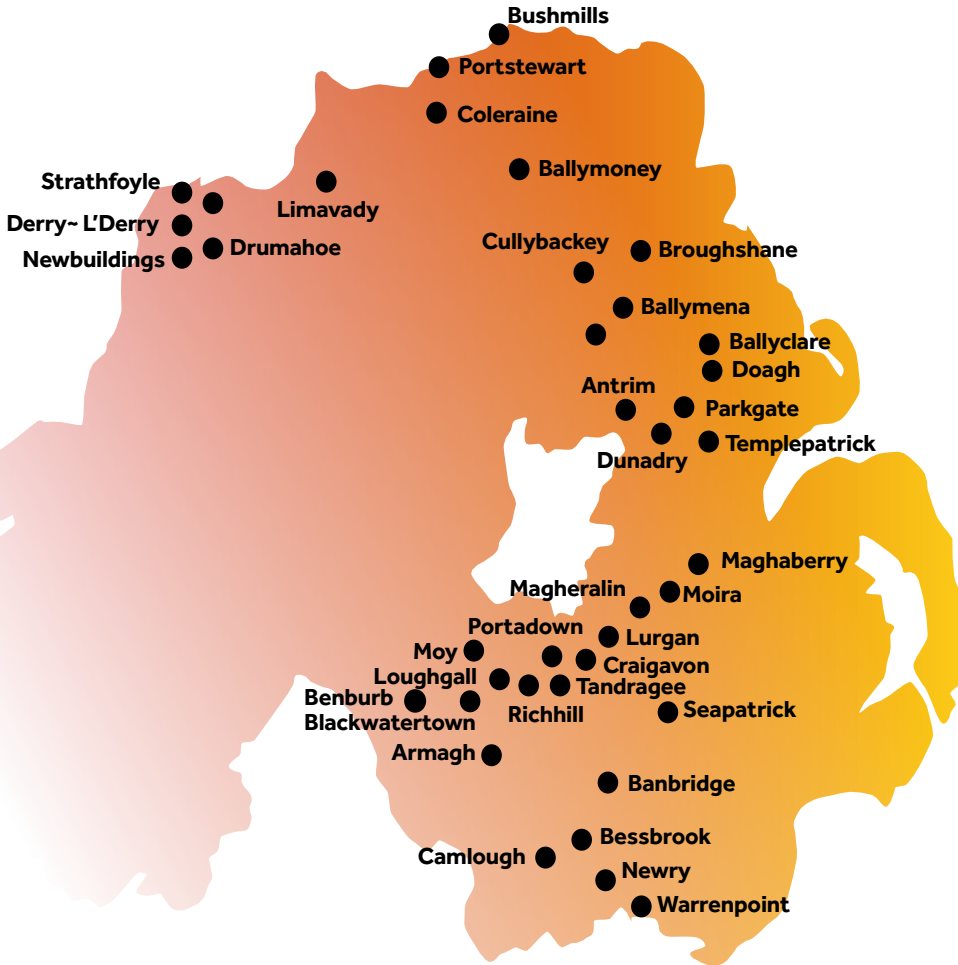 Bushmills
Portstewart
Coleraine
Ballymoney
Strathfoyle
Limavady
Derry~ L'Derry
Drumahoe
Newbuildings
Cullybackey
Broughshane
Ballymena
Ballyclare
Doagh
Antrim
Parkgate
Templepatrick
Dunadry
Maghaberry
Magheralin
Moira
Portadown
Lurgan
Moy
Craigavon
Loughgall
Tandragee
Benburb
Blackwatertown
Richhill
Seapatrick
Armagh
Banbridge
Bessbrook
Camlough
Newry
Warrenpoint